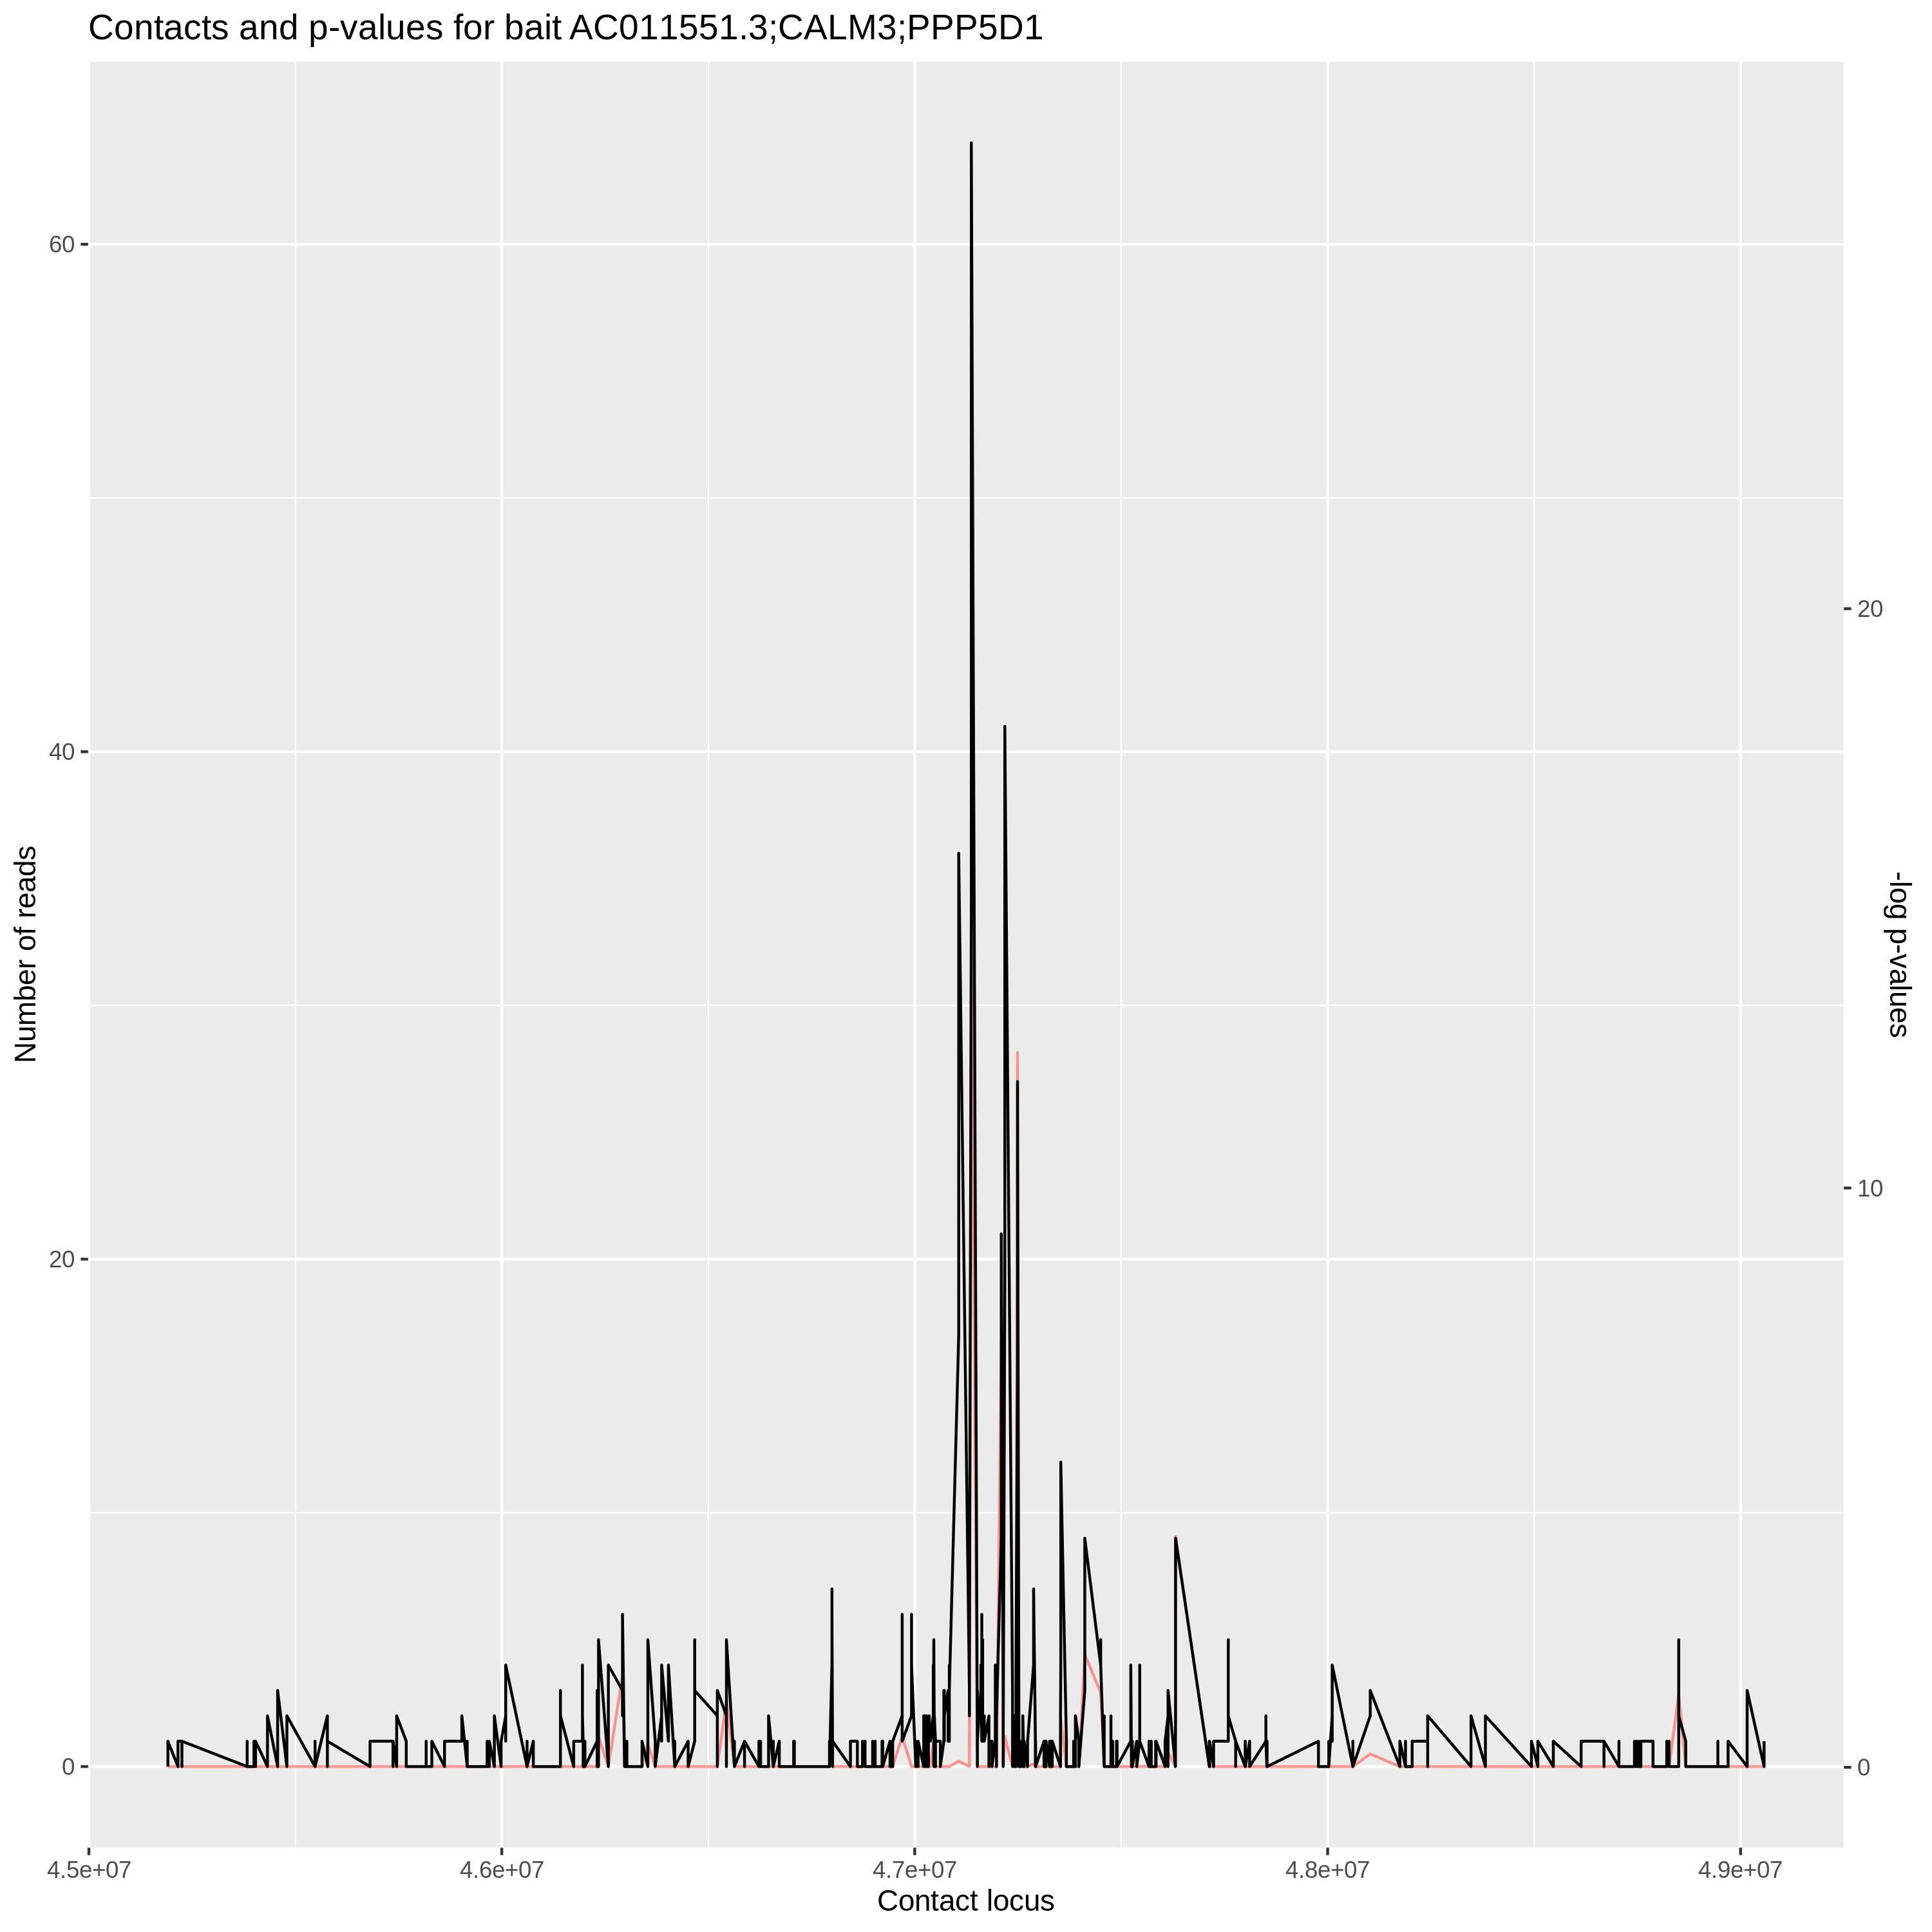 Contacts and p-values for bait AC011551.3;CALM3;PPP5D1
60
40
20
0
20
10
0
Number of reads
-log p-values
4.5e+07
4.6e+07
4.7e+07
4.8e+07
4.9e+07
Contact locus